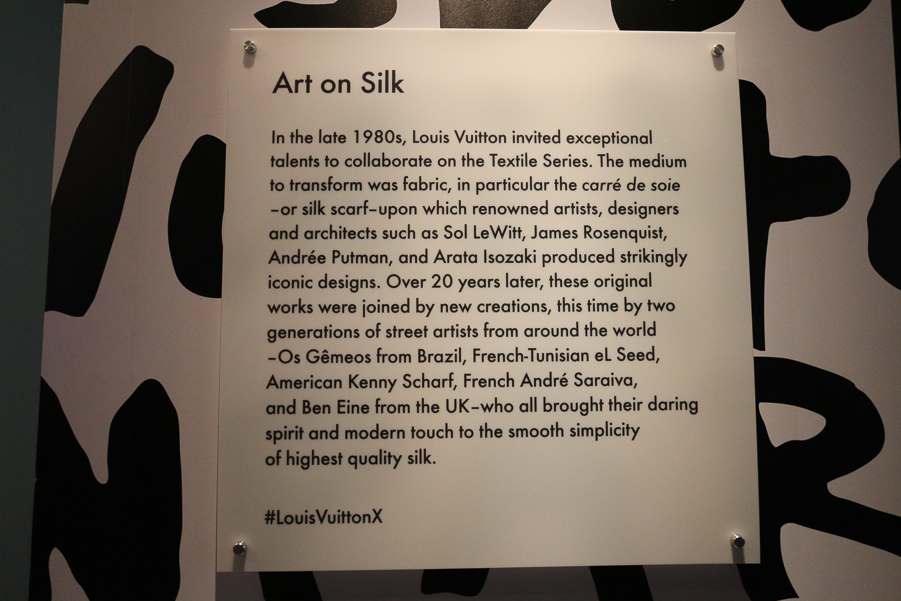 Art on Silk
In the late 1980s, Louis Vuitton invited exceptional
talents to collaborate on the Textile Series. The medium
to transform was fabric, in particular the carré de soie
–or silk scarf–upon which renowned artists, designers
and architects such as Sol LeWitt, James Rosenquist,
Andrée Putman, and Arata Isozaki produced strikingly
iconic designs. Over 20 years later, these original
works were joined by new creations, this time by two
generations of street artists from around the world
–Os Gêmeos from Brazil, French-Tunisian eL Seed,
American Kenny Scharf, French André Saraiva,
and Ben Eine from the UK–who all brought their daring
spirit and modern touch to the smooth simplicity
of highest quality silk.
#LouisVuittonX